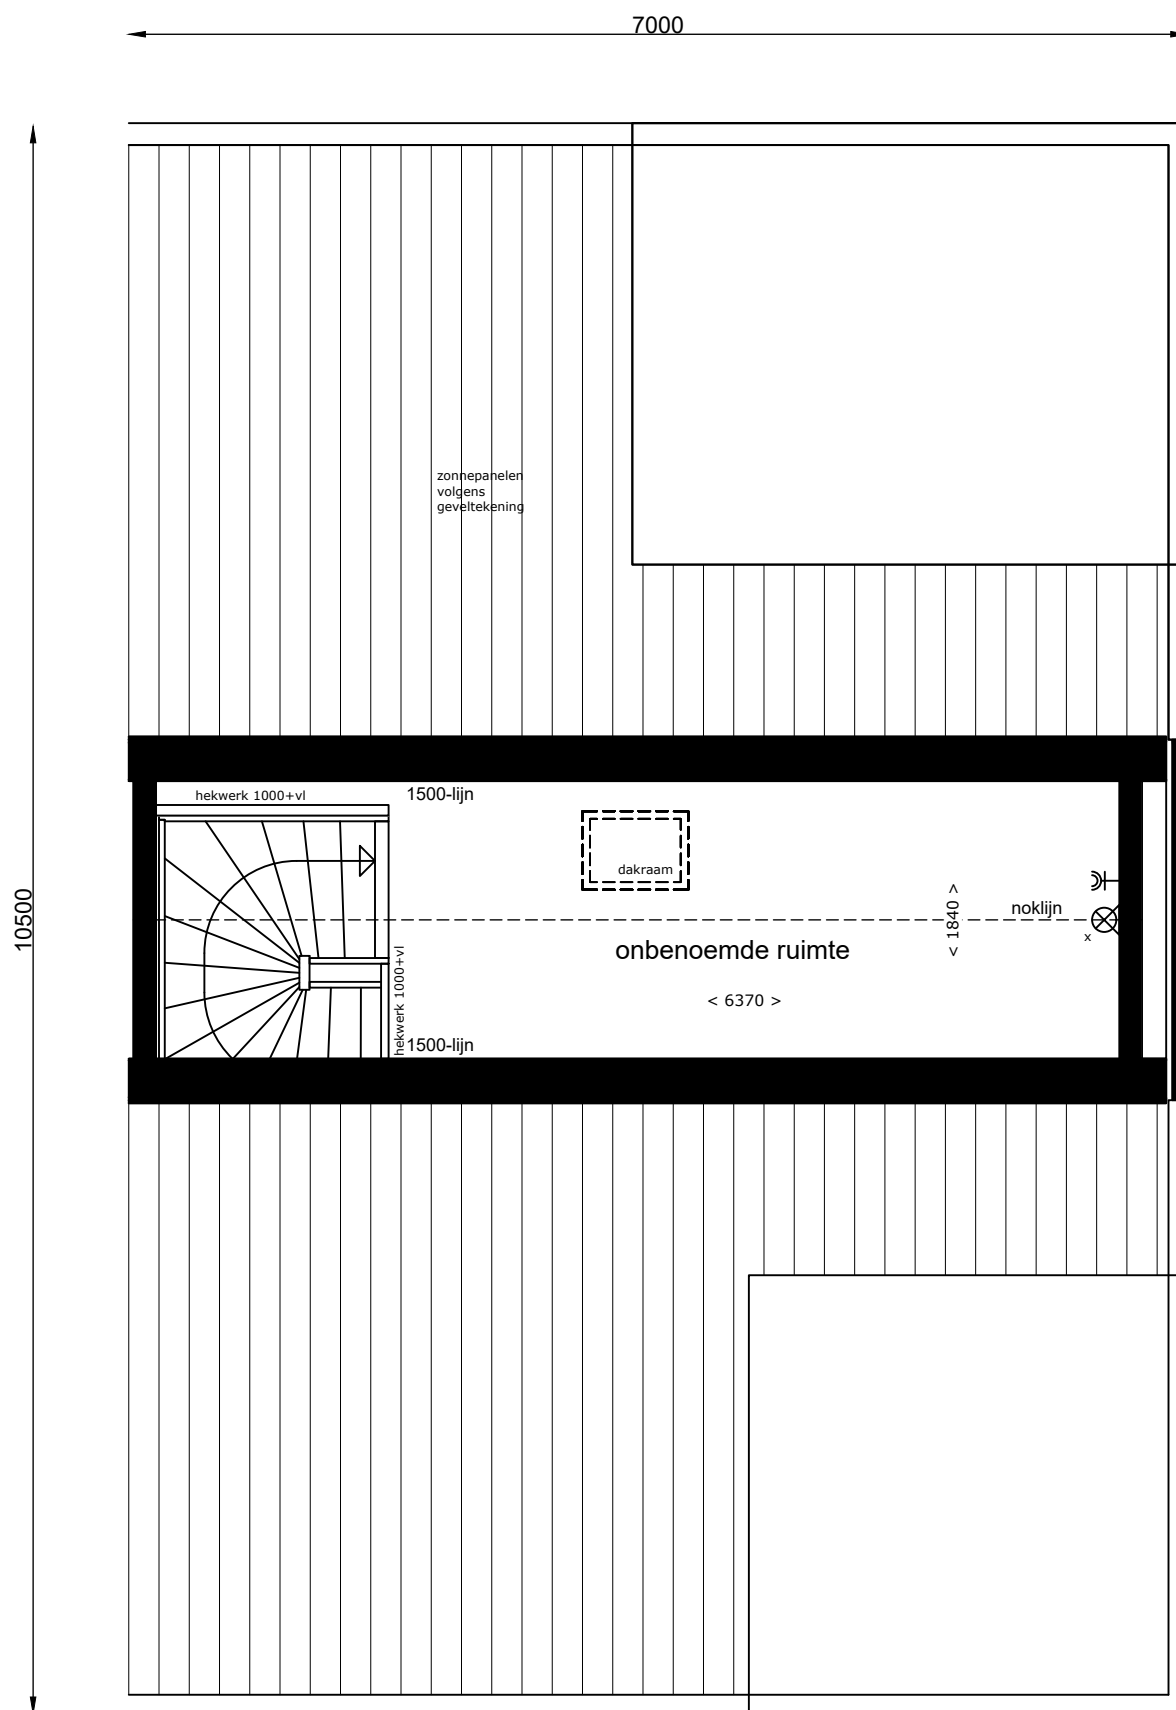 7000
10500
zonnepanelen
volgens
geveltekening
hekwerk 1000+vl
1500-lijn
dakraam
noklijn
< 1840 >
x
onbenoemde ruimte
< 6370 >
hekwerk 1000+vl
1500-lijn